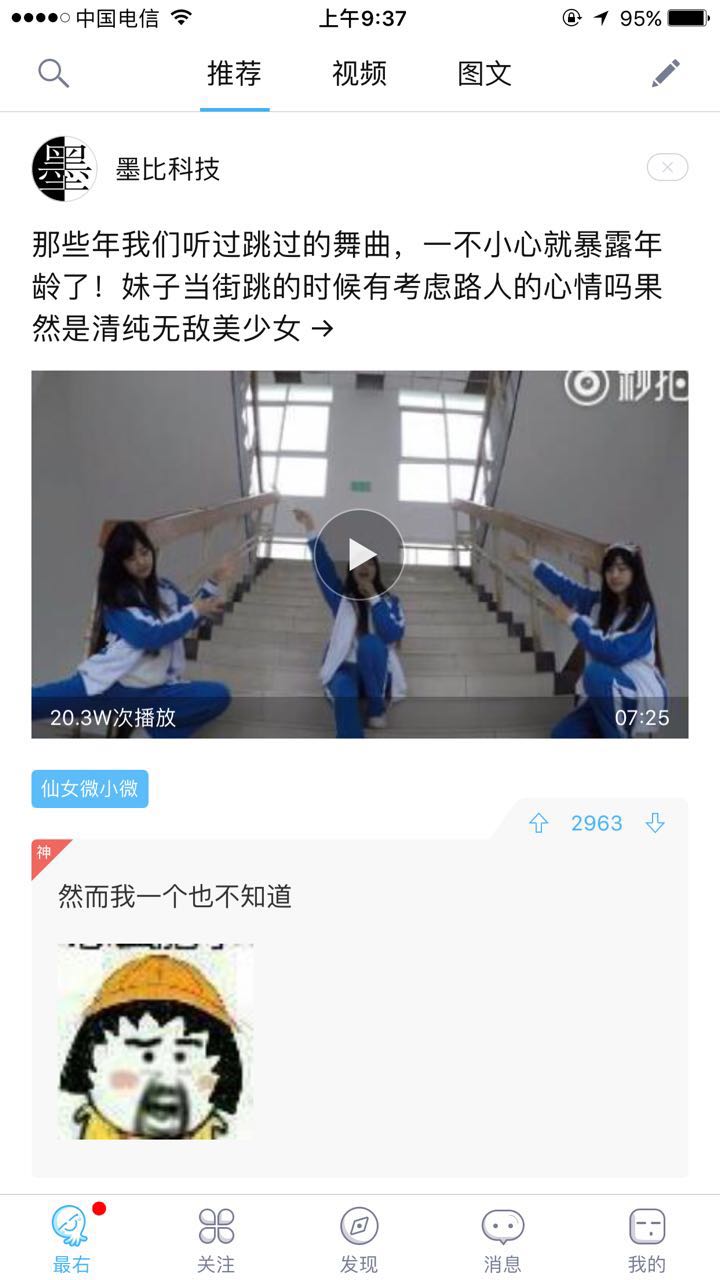 中国电信
上午9:37
95%
推荐
视频
图文
墨
墨比科技
那些年我们听过跳过的舞曲，一不小心就暴露年
龄了！妹子当街跳的时候有考虑路人的心情吗果
然是清纯无敌美少女 →
秒拍
20.3W次播放
07:25
仙女微小微
2963
神
然而我一个也不知道
最右
关注
发现
消息
我的